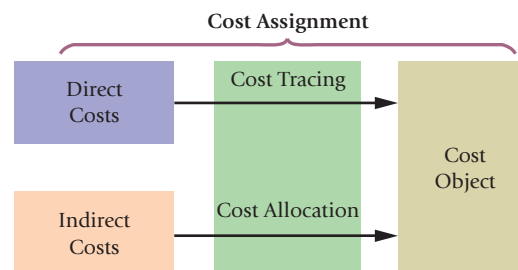 Cost Assignment
Direct
Costs
Cost Tracing
Cost
Object
Indirect
Costs
Cost Allocation